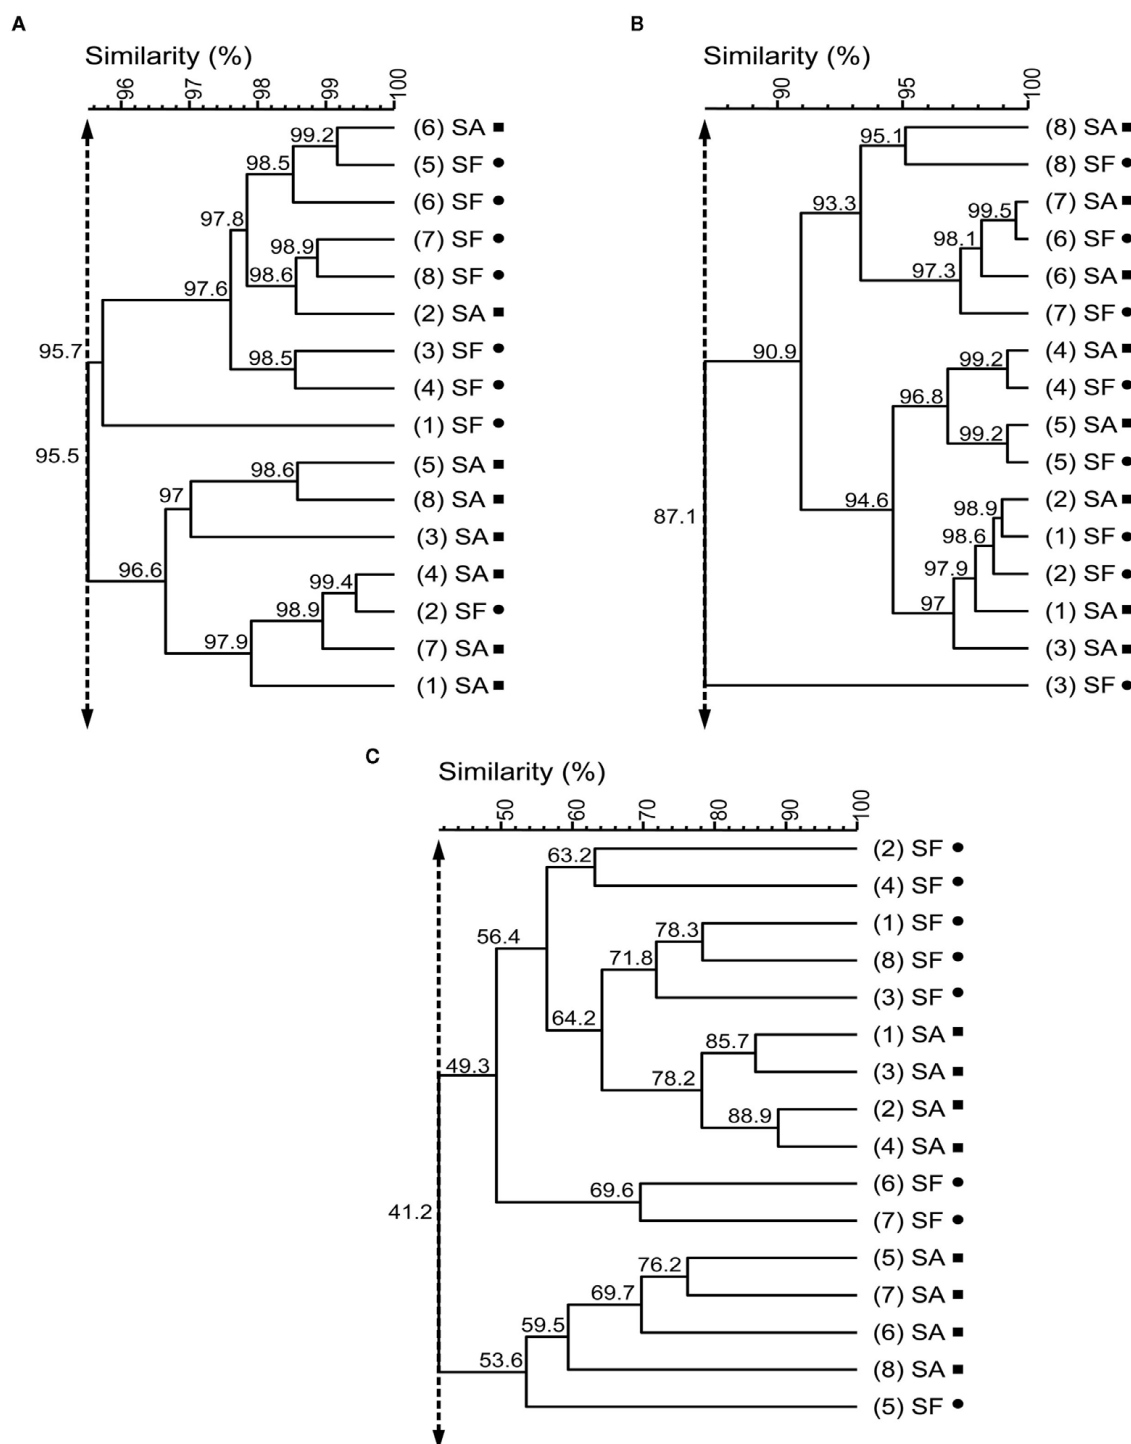 A
Similarity (%)
96 97 98 99 100
99.2
98.5
97.8
98.9
98.6
97.6
98.5
95.7
95.5
98.6
97
96.6
99.4
98.9
97.9
(6) SA
(5) SF
(6) SF
(7) SF
(8) SF
(2) SA
(3) SF
(4) SF
(1) SF
(5) SA
(8) SA
(3) SA
(4) SA
(2) SF
(7) SA
(1) SA
B
Similarity (%)
90 95 100
95.1
93.3
99.5
98.1
97.3
90.9
99.2
96.8
99.2
94.6
87.1
98.9
98.6
97.9
97
(8) SA
(8) SF
(7) SA
(6) SF
(6) SA
(7) SF
(4) SA
(4) SF
(5) SA
(5) SF
(2) SA
(1) SF
(2) SF
(1) SA
(3) SA
(3) SF
C
Similarity (%)
50 60 70 80 90 100
63.2
56.4
78.3
71.8
64.2
85.7
49.3
78.2
88.9
69.6
41.2
76.2
69.7
59.5
53.6
(2) SF
(4) SF
(1) SF
(8) SF
(3) SF
(1) SA
(3) SA
(2) SA
(4) SA
(6) SF
(7) SF
(5) SA
(7) SA
(6) SA
(8) SA
(5) SF